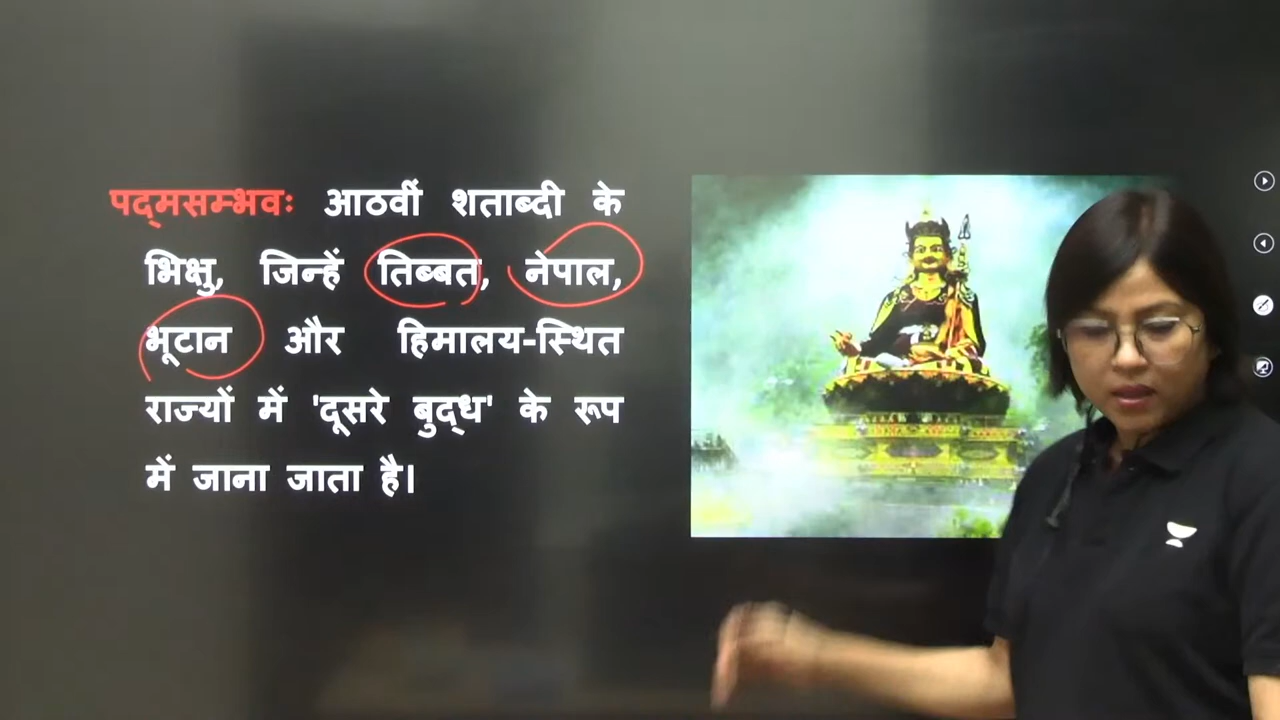 पद्मसम्भवः आठवीं शताब्दी के
भिक्षु, जिन्हें तिब्बत, नेपाल,
भूटान और हिमालय-स्थित
राज्यों में 'दूसरे बुद्ध' के रूप
में जाना जाता है।